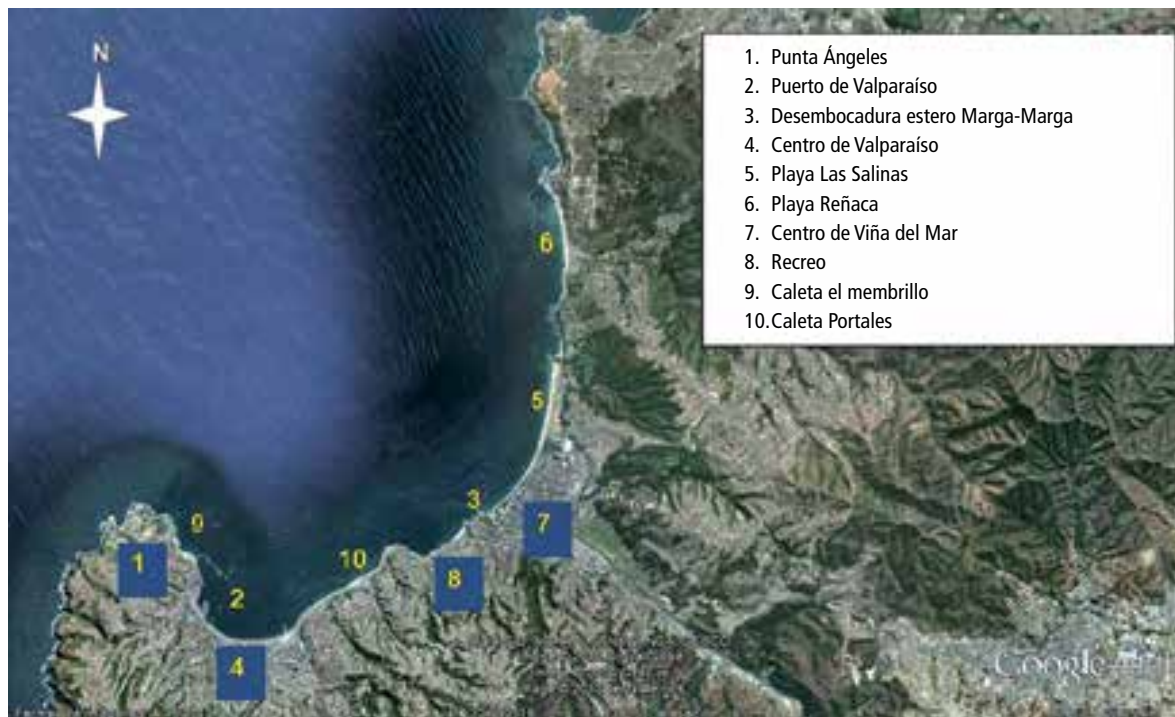 N
1. Punta Ángeles
2. Puerto de Valparaíso
3. Desembocadura estero Marga-Marga
4. Centro de Valparaíso
5. Playa Las Salinas
6. Playa Reñaca
7. Centro de Viña del Mar
8. Recreo
9. Caleta el membrillo
10.Caleta Portales
6
5
3
7
9
10
1
8
2
4
Google